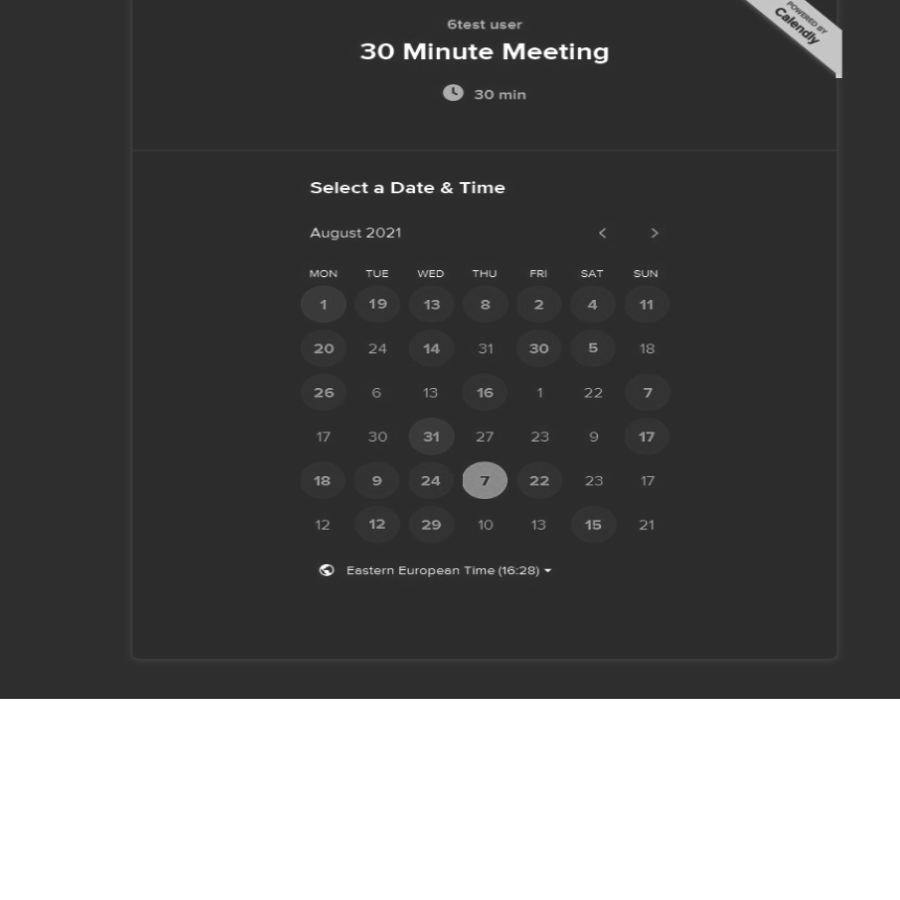 POWERED BY
Calendly
6test user
30 Minute Meeting
30 min
Select a Date & Time
August 2021
< >
MON TUE WED THU FRI SAT SUN
1 19 13 8 2 4 11
20 24 14 31 30 5 18
26 6 13 16 1 22 7
17 30 31 27 23 9 17
18 9 24 7 22 23 17
12 12 29 10 13 15 21
Eastern European Time (16:28)